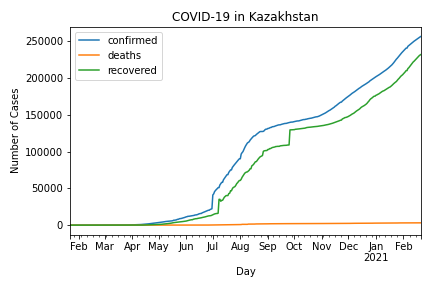 COVID-19 in Kazakhstan
confirmed
deaths
recovered
Number of Cases
250000
200000
150000
100000
50000
0
Feb Mar Apr May Jun Jul Aug Sep Oct Nov Dec Jan Feb
2021
Day